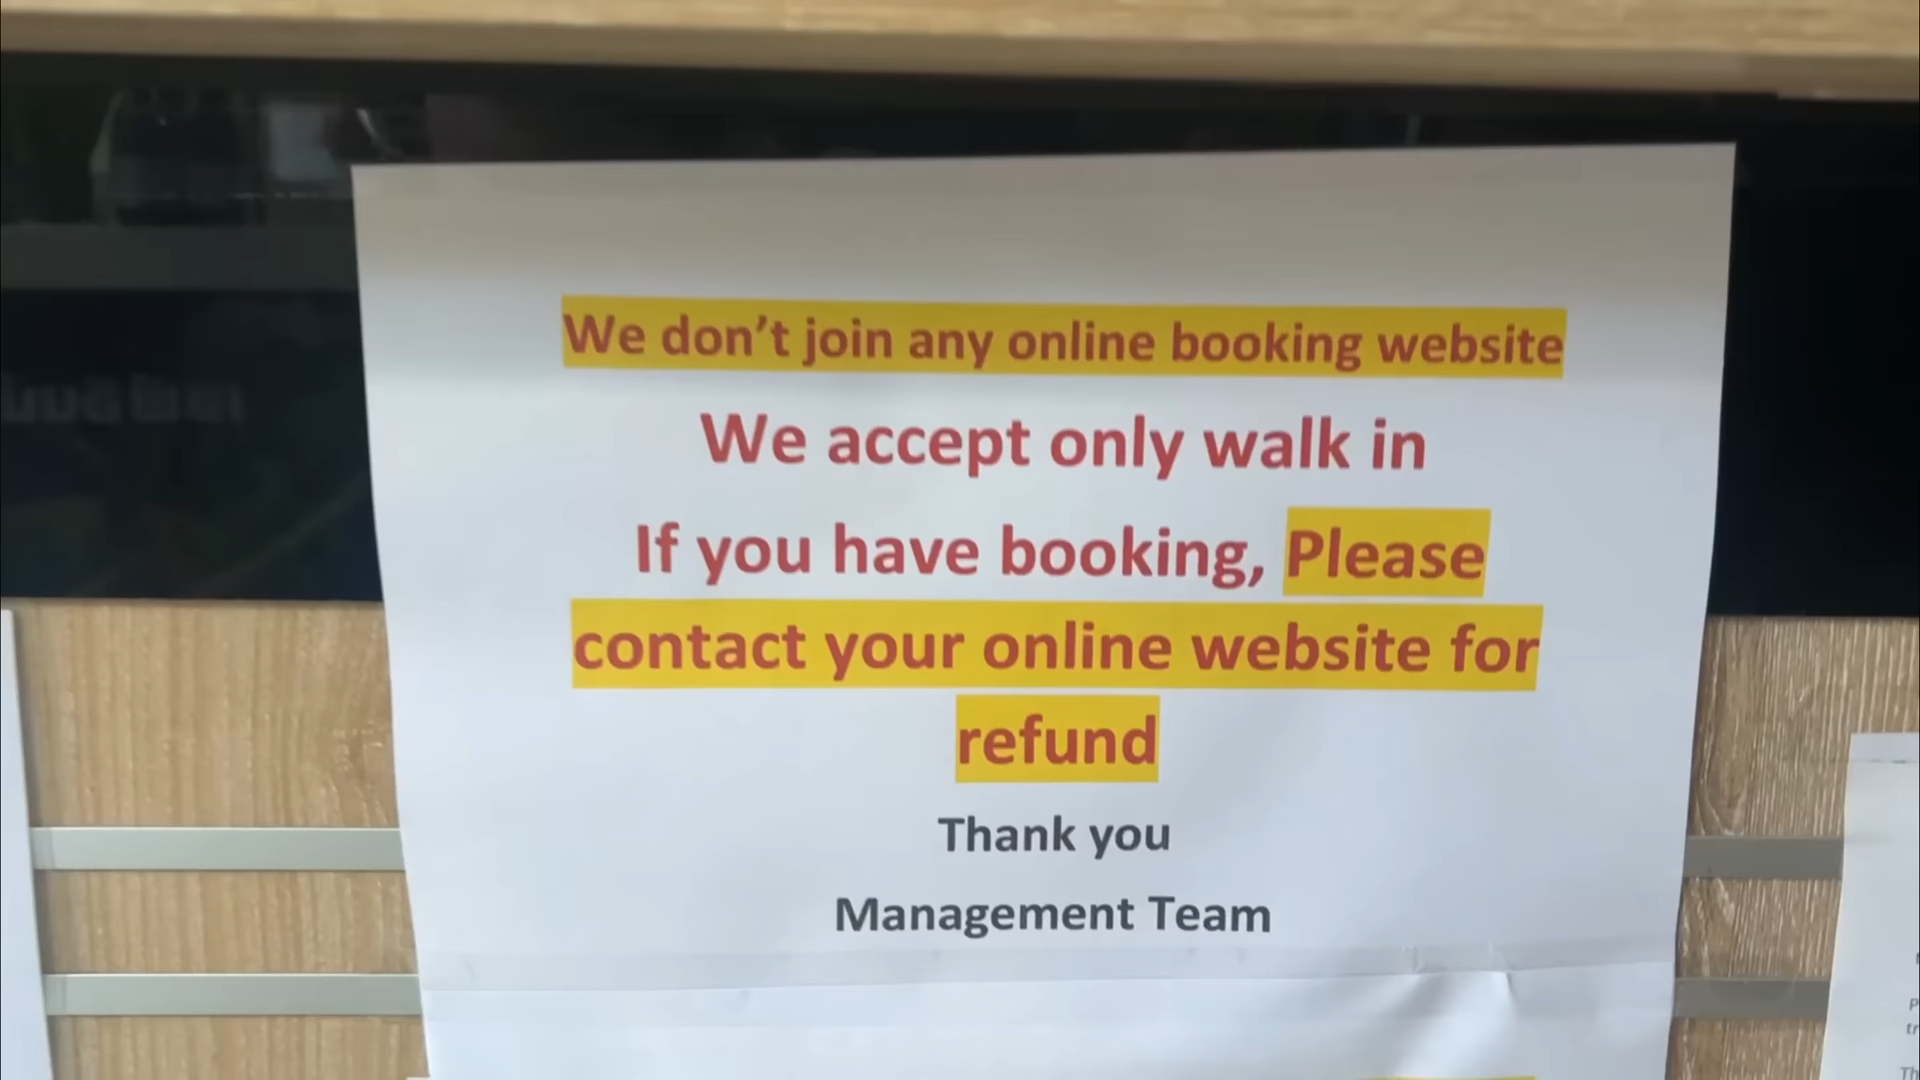 We don't join any online booking website
We accept only walk in
If you have booking, Please
contact your online website for
refund
Thank you
Management Team